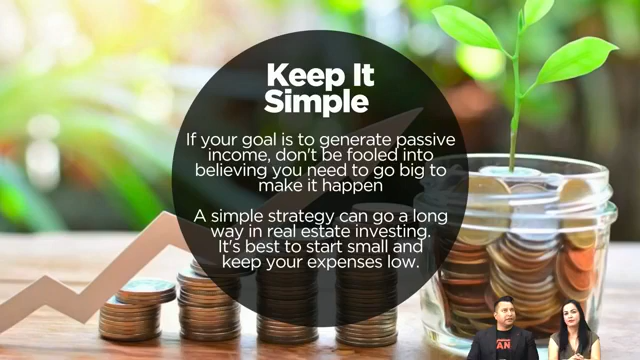 Keep It
Simple
If your goal is to generate passive
income, don't be fooled into
believing you need to go big to
make it happen
A simple strategy can go a long
way in real estate investing.
It's best to start small and
keep your expenses low.
AN